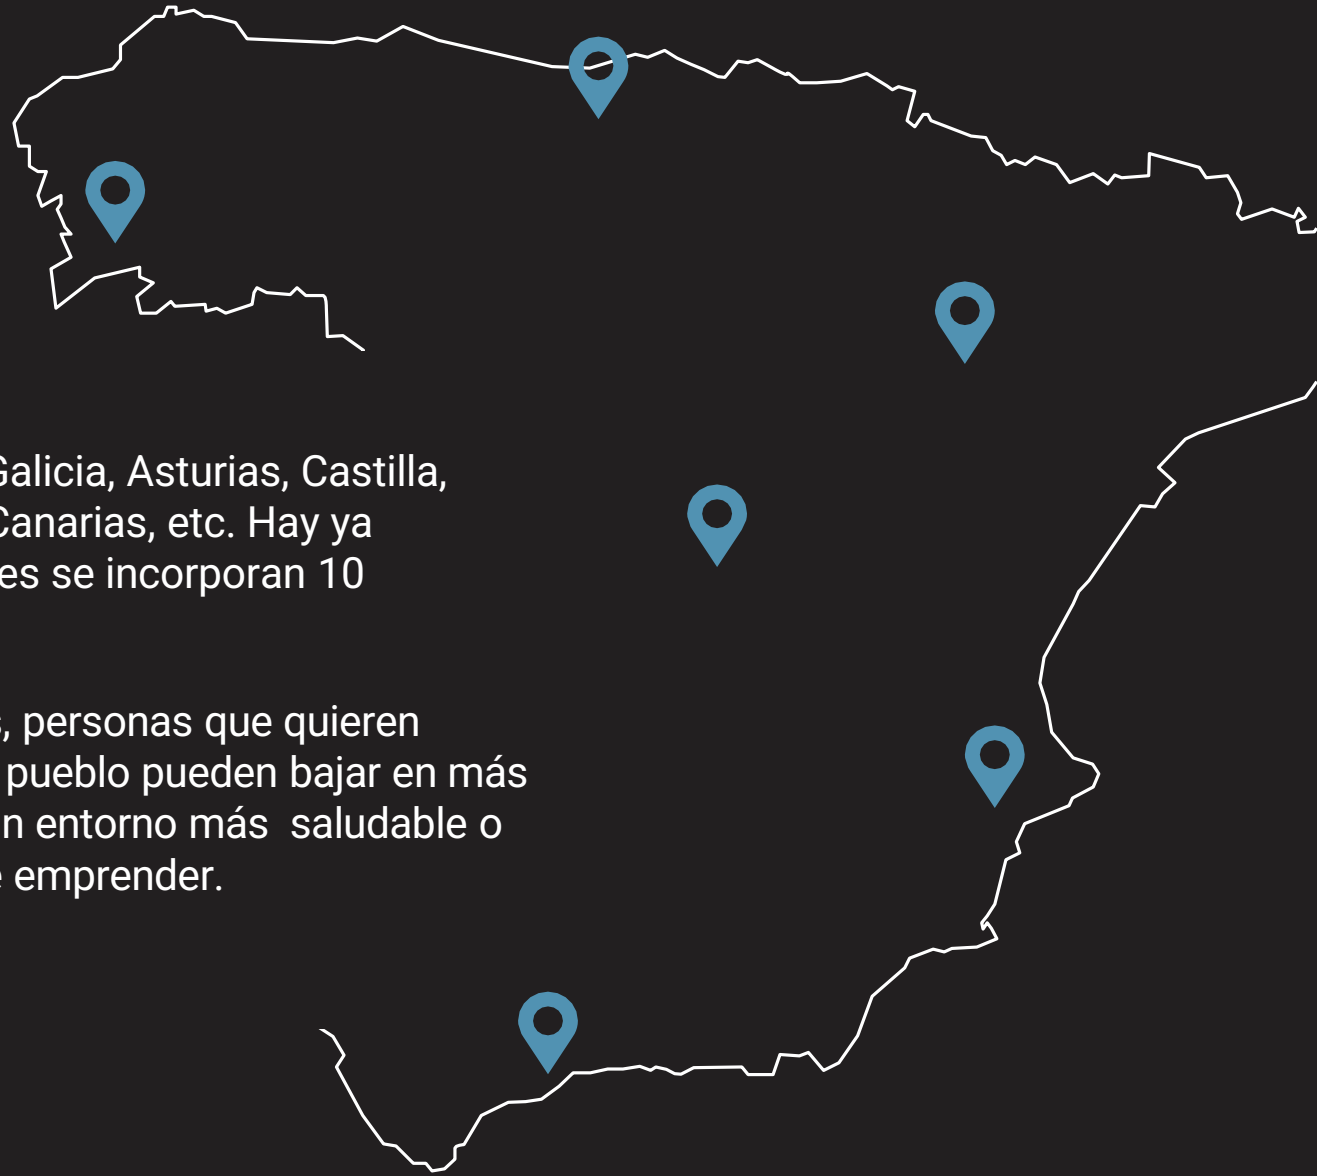 Galicia, Asturias, Castilla,
Canarias, etc. Hay ya
es se incorporan 10
, personas que quieren
pueblo pueden bajar en más
n entorno más  saludable o
emprender.